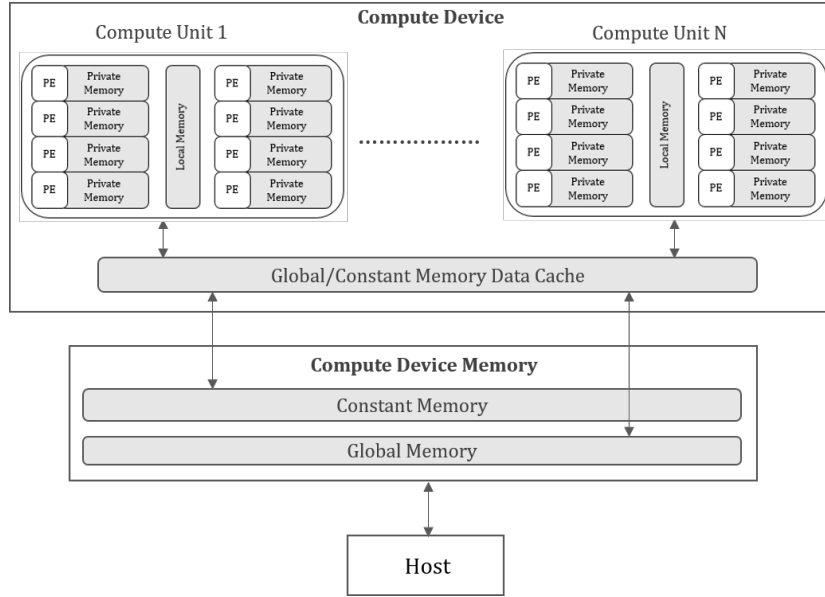 Compute Device
Compute Unit 1
Compute Unit N
PE Private Memory PE Private Memory
PE Private Memory PE Private Memory
PE Private Memory PE Private Memory
PE Private Memory PE Private Memory
Local Memory
..................
PE Private Memory PE Private Memory
PE Private Memory PE Private Memory
PE Private Memory PE Private Memory
PE Private Memory PE Private Memory
Local Memory
Global/Constant Memory Data Cache
Compute Device Memory
Constant Memory
Global Memory
Host